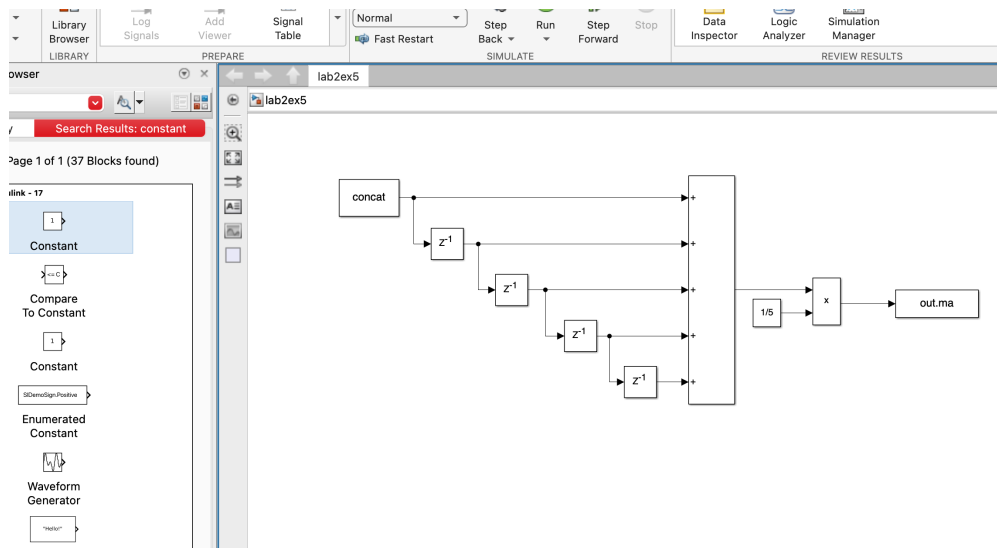 Library
Browser
Log
Signals
Add
Viewer
Signal
Table
Normal
Fast Restart
Step
Back
Run
Step
Forward
Stop
Data
Inspector
Logic
Analyzer
Simulation
Manager
LIBRARY
PREPARE
SIMULATE
REVIEW RESULTS
owser
lab2ex5
lab2ex5
Search Results: constant
Page 1 of 1 (37 Blocks found)
ulink - 17
1
Constant
<= C
Compare
To Constant
1
Constant
SlDemoSign.Positive
Enumerated
Constant
Waveform
Generator
"Hello!"
concat
z-1
z-1
z-1
z-1
+
+
+
+
+
1/5
x
out.ma